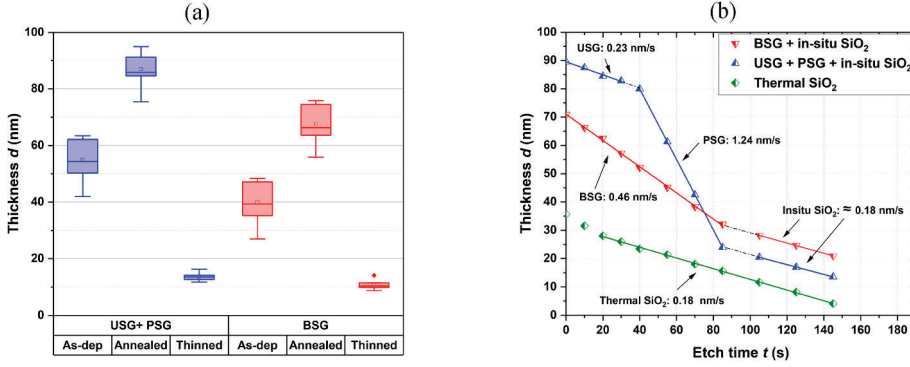 (a)
(b)
100
90
80
70
60
50
40
30
20
10
0
Thickness d (nm)
100
80
60
40
20
0
Thickness d (nm)
USG+ PSG
BSG
As-dep
Annealed
Thinned
As-dep
Annealed
Thinned
USG: 0.23 nm/s
BSG + in-situ SiO₂
USG + PSG + in-situ SiO₂
Thermal SiO₂
PSG: 1.24 nm/s
BSG: 0.46 nm/s
Insitu SiO₂: ≈ 0.18 nm/s
Thermal SiO₂: 0.18 nm/s
0 20 40 60 80 100 120 140 160 180
Etch time t (s)